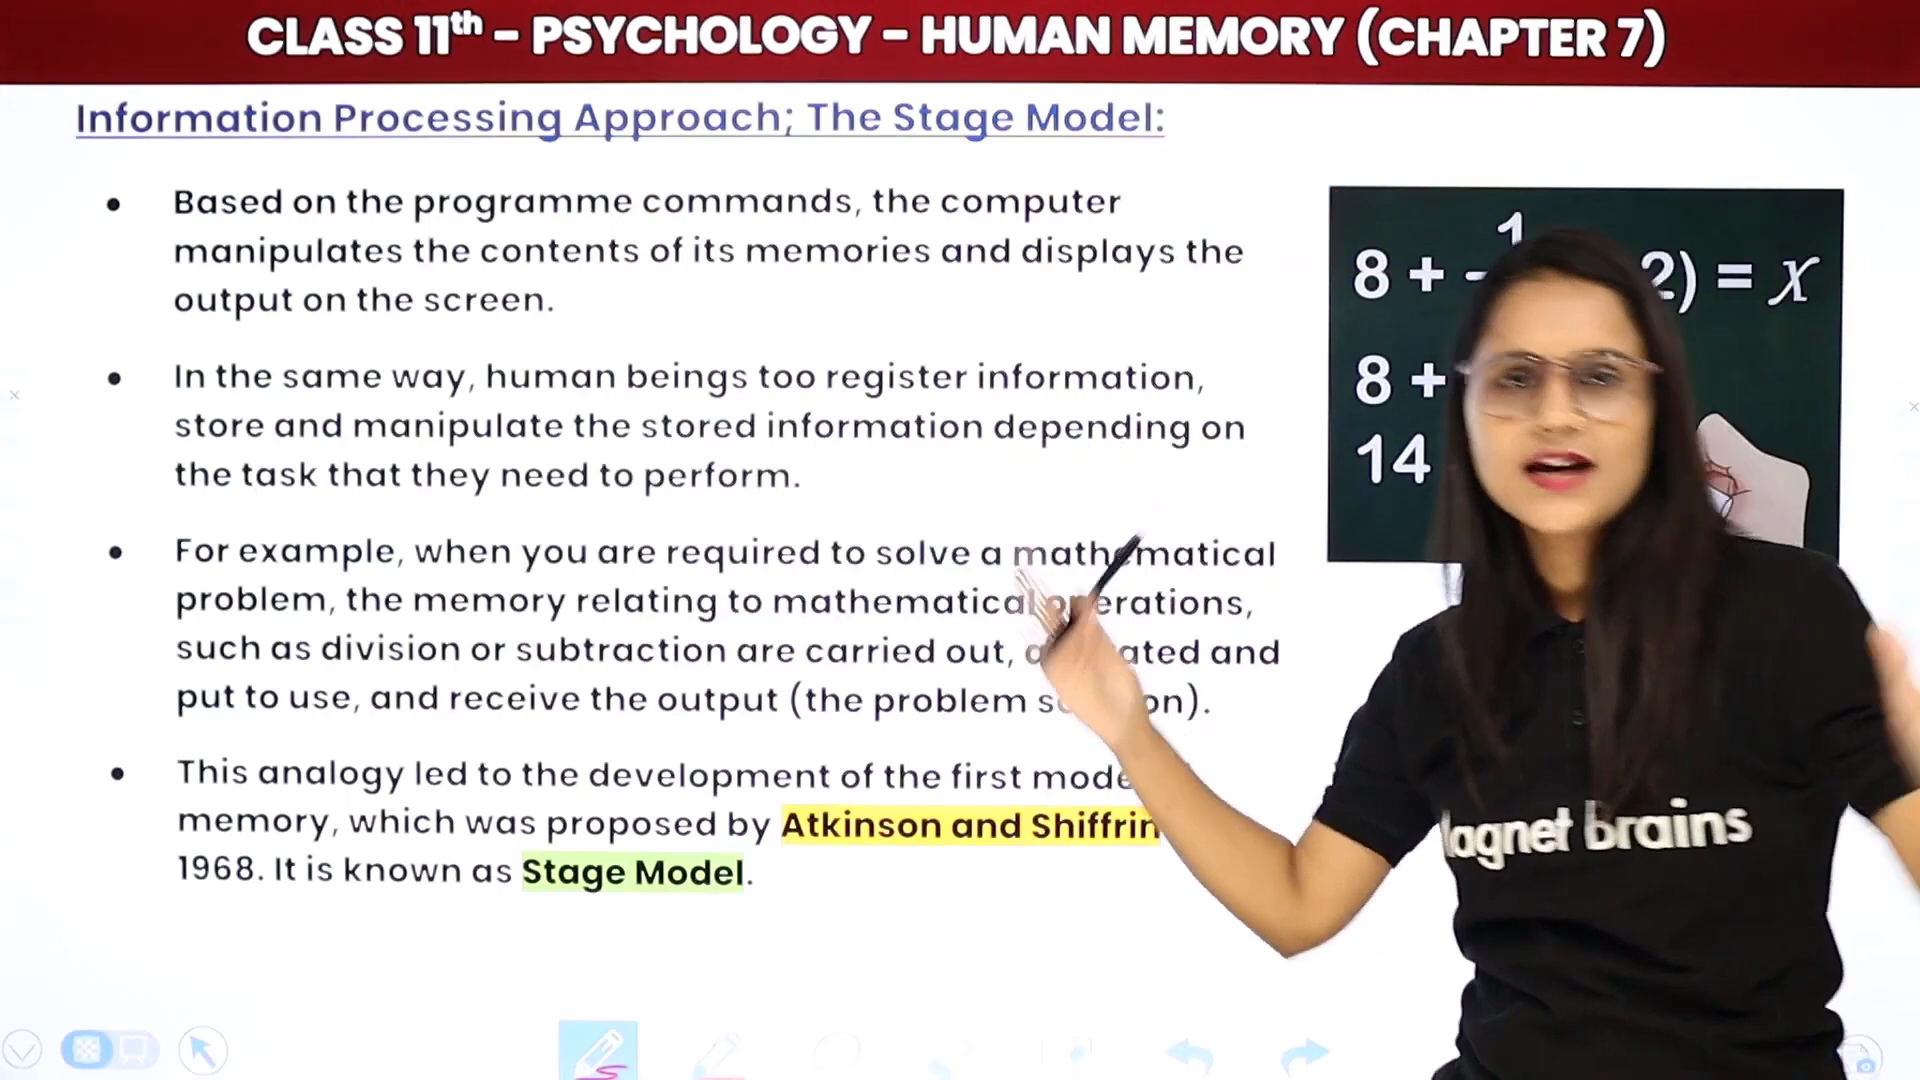 CLASS 11th - PSYCHOLOGY - HUMAN MEMORY (CHAPTER 7)
Information Processing Approach; The Stage Model:
• Based on the programme commands, the computer
manipulates the contents of its memories and displays the
output on the screen.
• In the same way, human beings too register information,
store and manipulate the stored information depending on
the task that they need to perform.
• For example, when you are required to solve a mathematical
problem, the memory relating to mathematical operations,
such as division or subtraction are carried out, and
put to use, and receive the output (the problem
• This analogy led to the development of the first
memory, which was proposed by Atkinson and Shiffrin
1968. It is known as Stage Model.
8 + 1 2) = x
8 +
14
brains